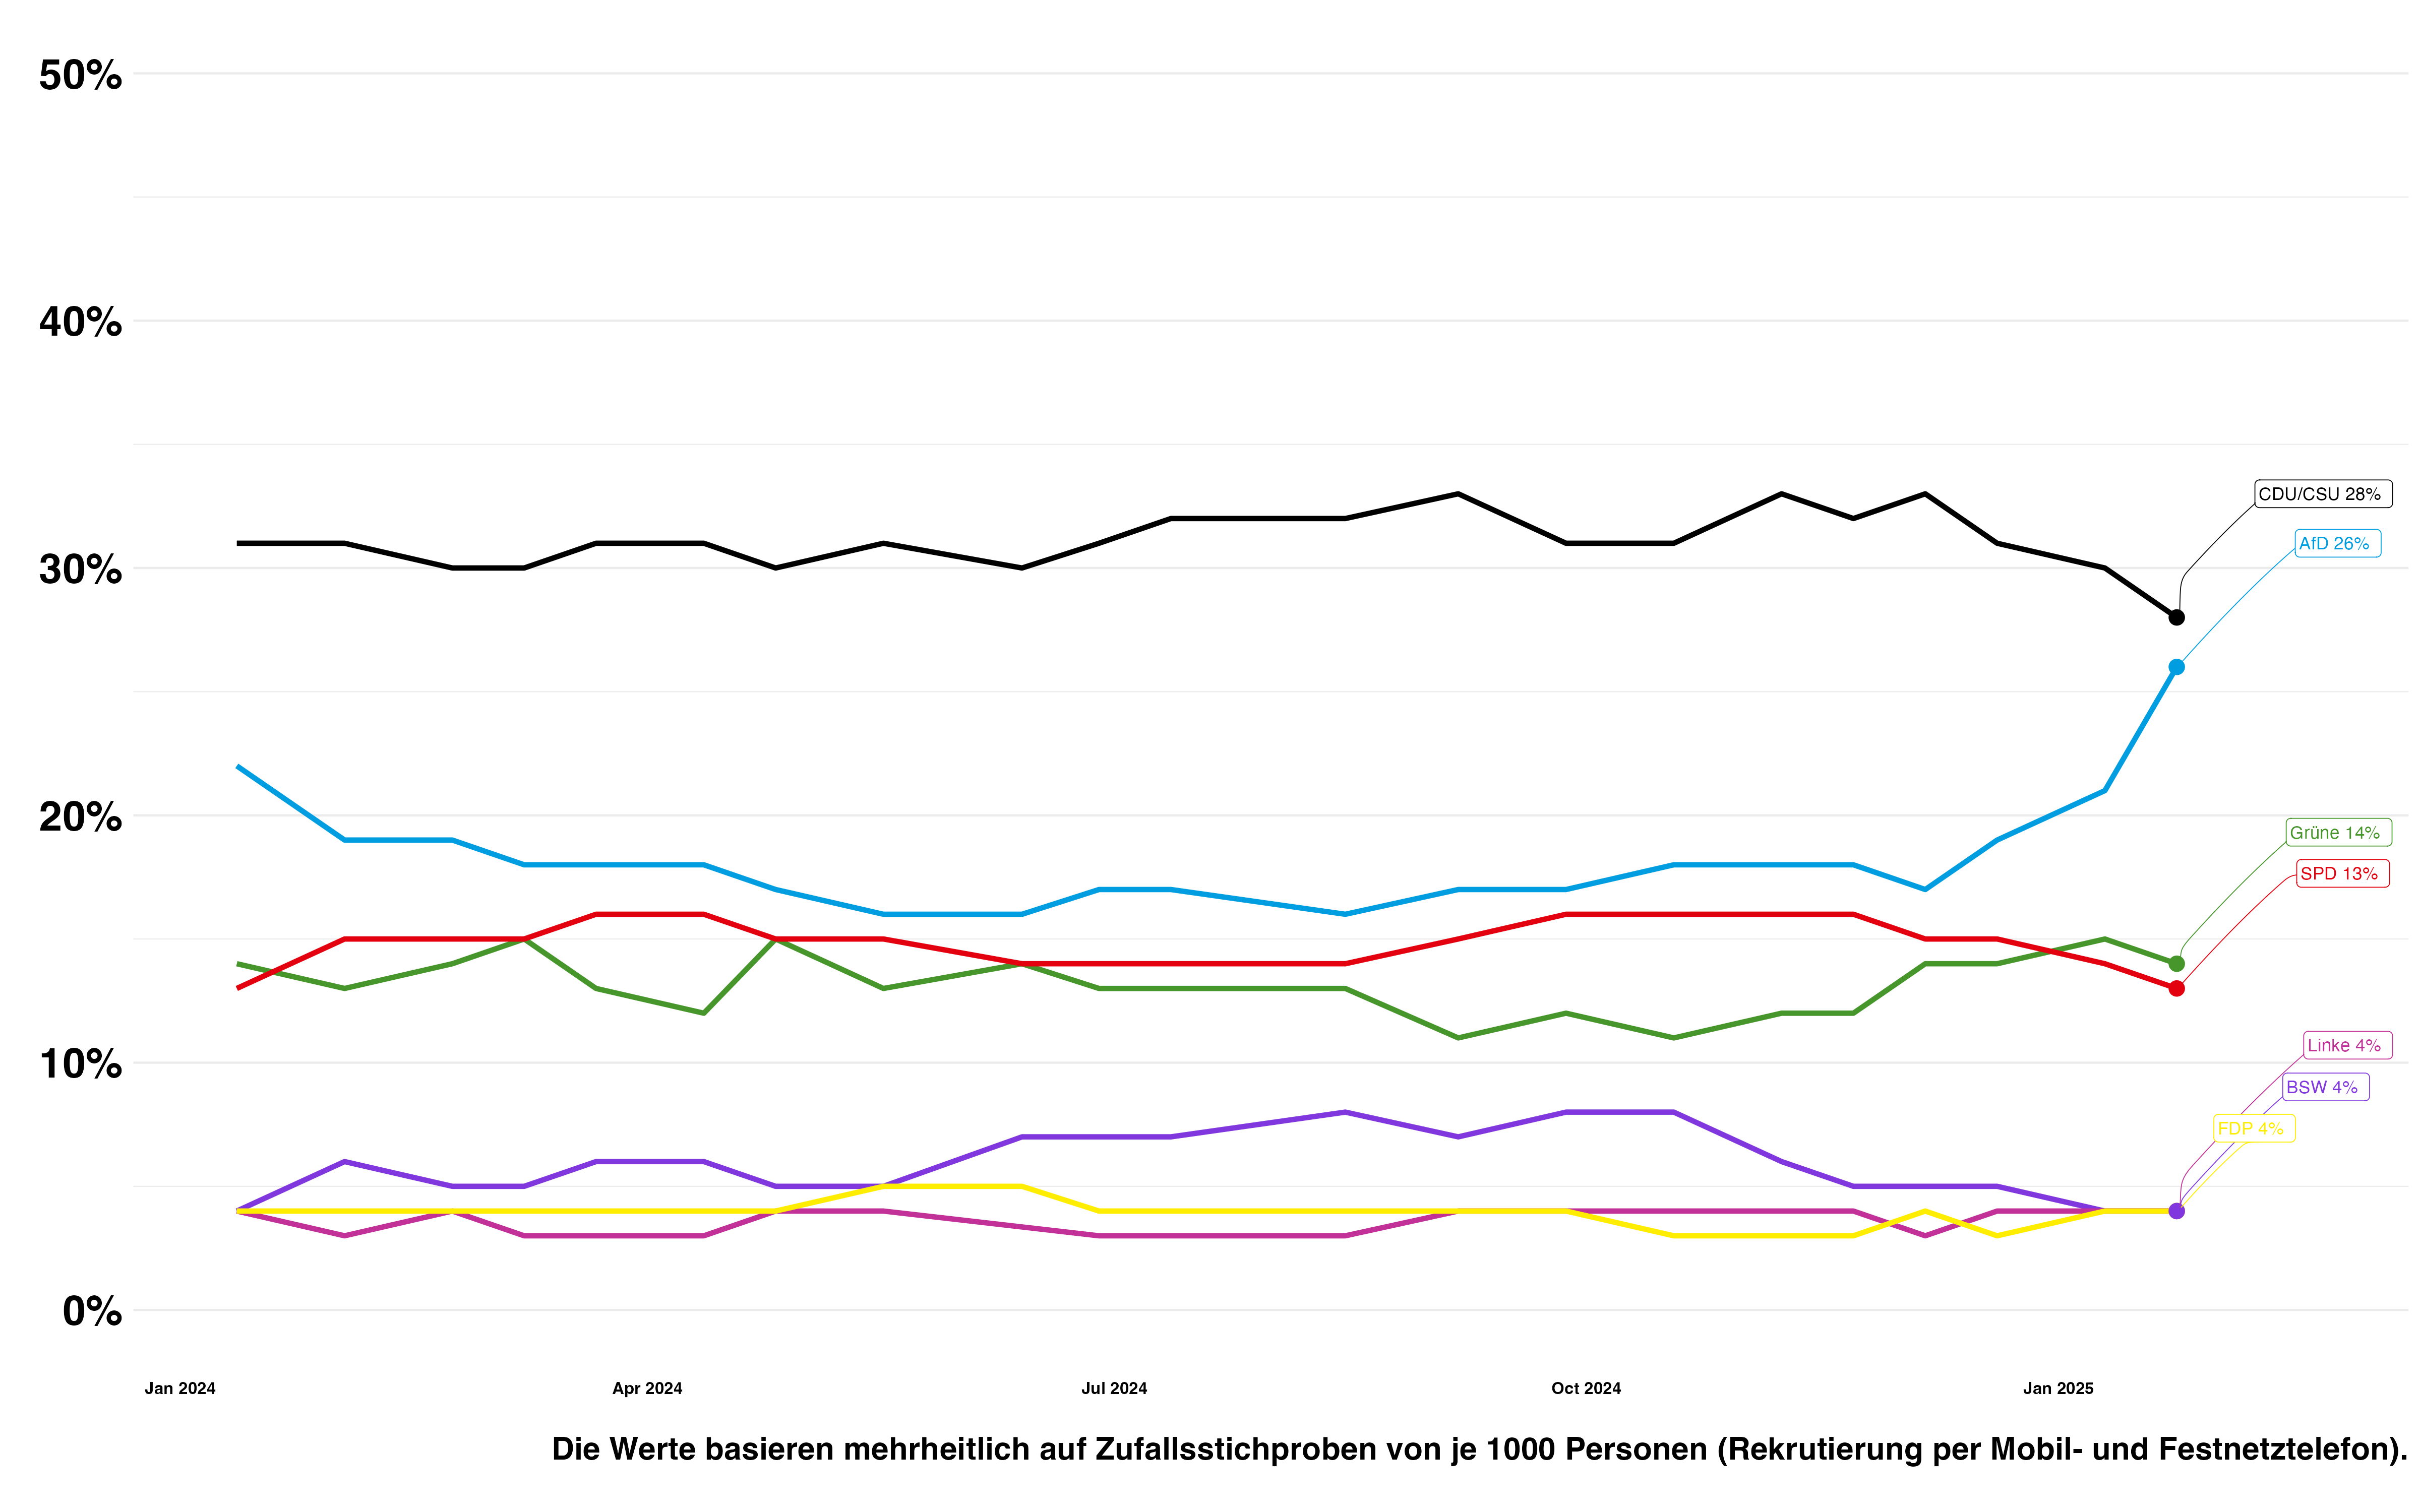 50%
40%
30%
20%
10%
0%
CDU/CSU 28%
AfD 26%
Grüne 14%
SPD 13%
Linke 4%
BSW 4%
FDP 4%
Jan 2024
Apr 2024
Jul 2024
Oct 2024
Jan 2025
Die Werte basieren mehrheitlich auf Zufallsstichproben von je 1000 Personen (Rekrutierung per Mobil- und Festnetztelefon).